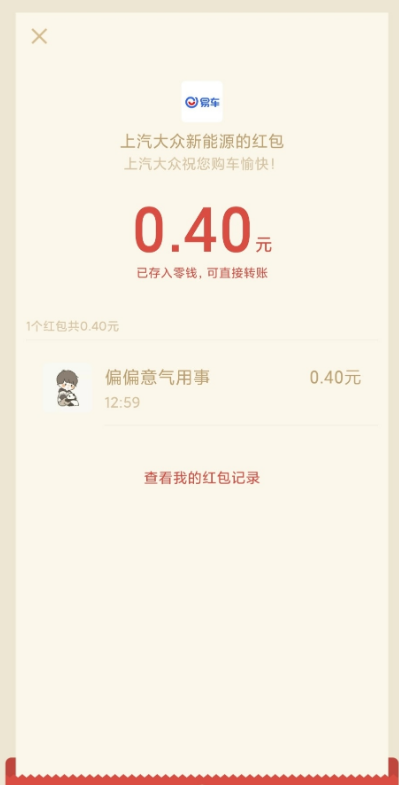 易车
上汽大众新能源的红包
上汽大众祝您购车愉快！
0.40元
已存入零钱，可直接转账
1个红包共0.40元
偏偏意气用事 0.40元
12:59
查看我的红包记录